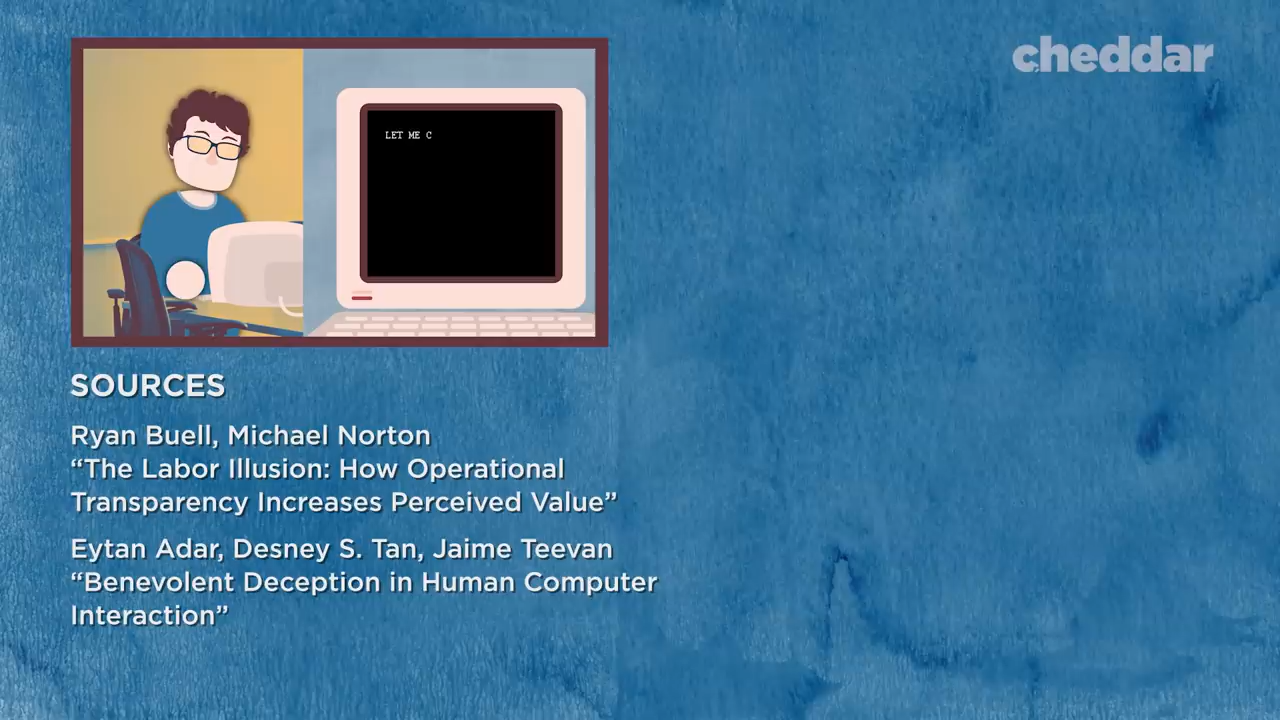 cheddar
LET ME C
SOURCES
Ryan Buell, Michael Norton
“The Labor Illusion: How Operational
Transparency Increases Perceived Value”
Eytan Adar, Desney S. Tan, Jaime Teevan
“Benevolent Deception in Human Computer
Interaction”